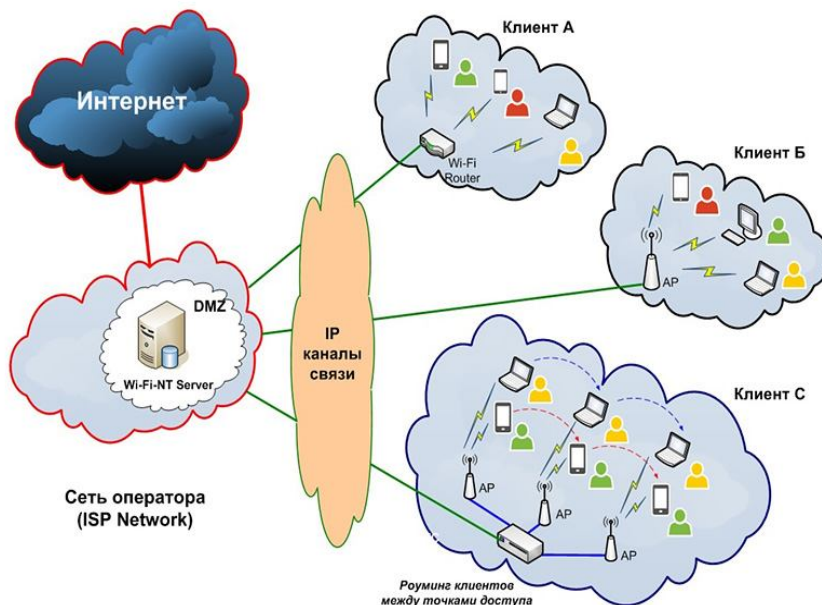 Интернет
DMZ
Wi-Fi-NT Server
Сеть оператора
(ISP Network)
IP
каналы
связи
Клиент А
Wi-Fi
Router
Клиент Б
AP
Клиент С
AP
AP
AP
Роуминг клиентов
между точками доступа